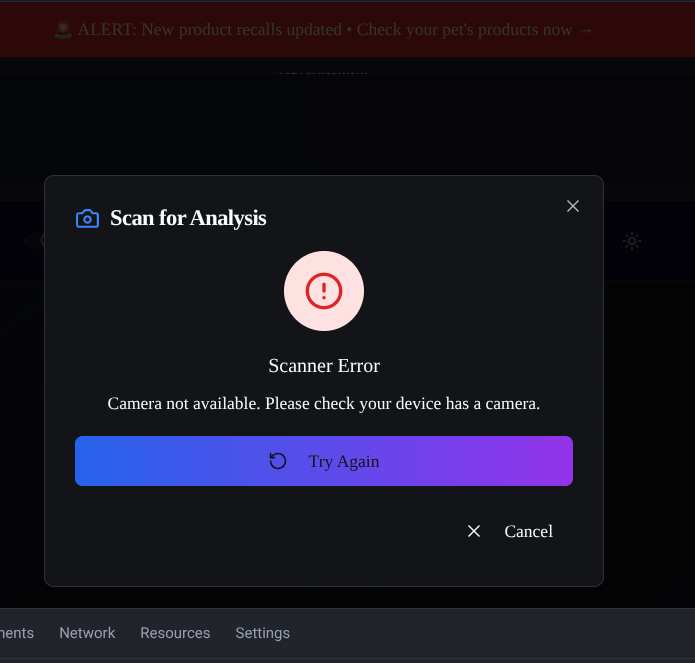 🚨 ALERT: New product recalls updated • Check your pet's products now →
Advertisement
Scan for Analysis
Scanner Error
Camera not available. Please check your device has a camera.
Try Again
Cancel
Network Resources Settings